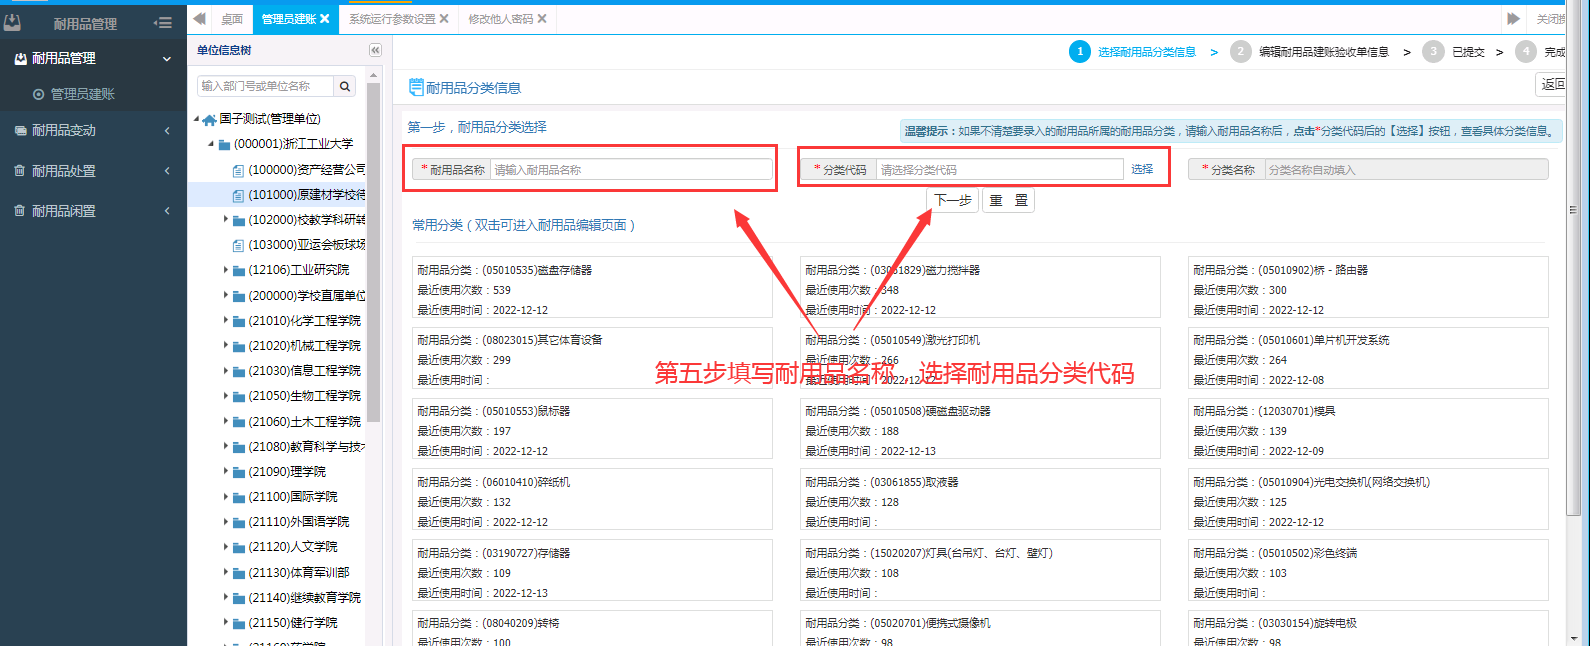 耐用品管理
耐用品管理
管理员建账
耐用品变动
耐用品处置
耐用品闲置
桌面
管理员建账
系统运行参数设置
修改他人密码
关闭
单位信息树
输入部门号或单位名称
国子测试(管理单位)
(000001)浙江工业大学
(100000)资产经营公司
(101000)原建材学校待
(102000)校教学科研转
(103000)亚运会板球场
(12106)工业研究院
(200000)学校直属单位
(21010)化学工程学院
(21020)机械工程学院
(21030)信息工程学院
(21050)生物工程学院
(21060)土木工程学院
(21080)教育科学与技术
(21090)理学院
(21100)国际学院
(21110)外国语学院
(21120)人文学院
(21130)体育军训部
(21140)继续教育学院
(21150)健行学院
1 选择耐用品分类信息 > 2 编辑耐用品建账验收单信息 > 3 已提交 > 4 完成
耐用品分类信息
返回
第一步，耐用品分类选择
温馨提示：如果不清楚要录入的耐用品所属的耐用品分类，请输入耐用品名称后，点击*分类代码后的【选择】按钮，查看具体分类信息。
* 耐用品名称 请输入耐用品名称
* 分类代码 请选择分类代码 选择
* 分类名称 分类名称自动填入
下一步 重 置
常用分类（双击可进入耐用品编辑页面）
耐用品分类：(05010535)磁盘存储器
最近使用次数：539
最近使用时间：2022-12-12
耐用品分类：(03031829)磁力搅拌器
最近使用次数：348
最近使用时间：2022-12-12
耐用品分类：(05010902)桥－路由器
最近使用次数：300
最近使用时间：2022-12-12
耐用品分类：(08023015)其它体育设备
最近使用次数：299
最近使用时间：
耐用品分类：(05010549)激光打印机
最近使用次数：266
最近使用时间：2022-12-12
耐用品分类：(05010601)单片机开发系统
最近使用次数：264
最近使用时间：2022-12-08
第五步填写耐用品名称，选择耐用品分类代码
耐用品分类：(05010553)鼠标器
最近使用次数：197
最近使用时间：2022-12-12
耐用品分类：(05010508)硬磁盘驱动器
最近使用次数：188
最近使用时间：2022-12-13
耐用品分类：(12030701)模具
最近使用次数：139
最近使用时间：2022-12-09
耐用品分类：(06010410)碎纸机
最近使用次数：132
最近使用时间：2022-12-12
耐用品分类：(03061855)取液器
最近使用次数：128
最近使用时间：
耐用品分类：(05010904)光电交换机(网络交换机)
最近使用次数：125
最近使用时间：2022-12-12
耐用品分类：(03190727)存储器
最近使用次数：109
最近使用时间：2022-12-13
耐用品分类：(15020207)灯具(台吊灯、台灯、壁灯)
最近使用次数：108
最近使用时间：
耐用品分类：(05010502)彩色终端
最近使用次数：103
最近使用时间：
耐用品分类：(08040209)转椅
最近使用次数：100
耐用品分类：(05020701)便携式摄像机
最近使用次数：98
耐用品分类：(03030154)旋转电极
最近使用次数：98